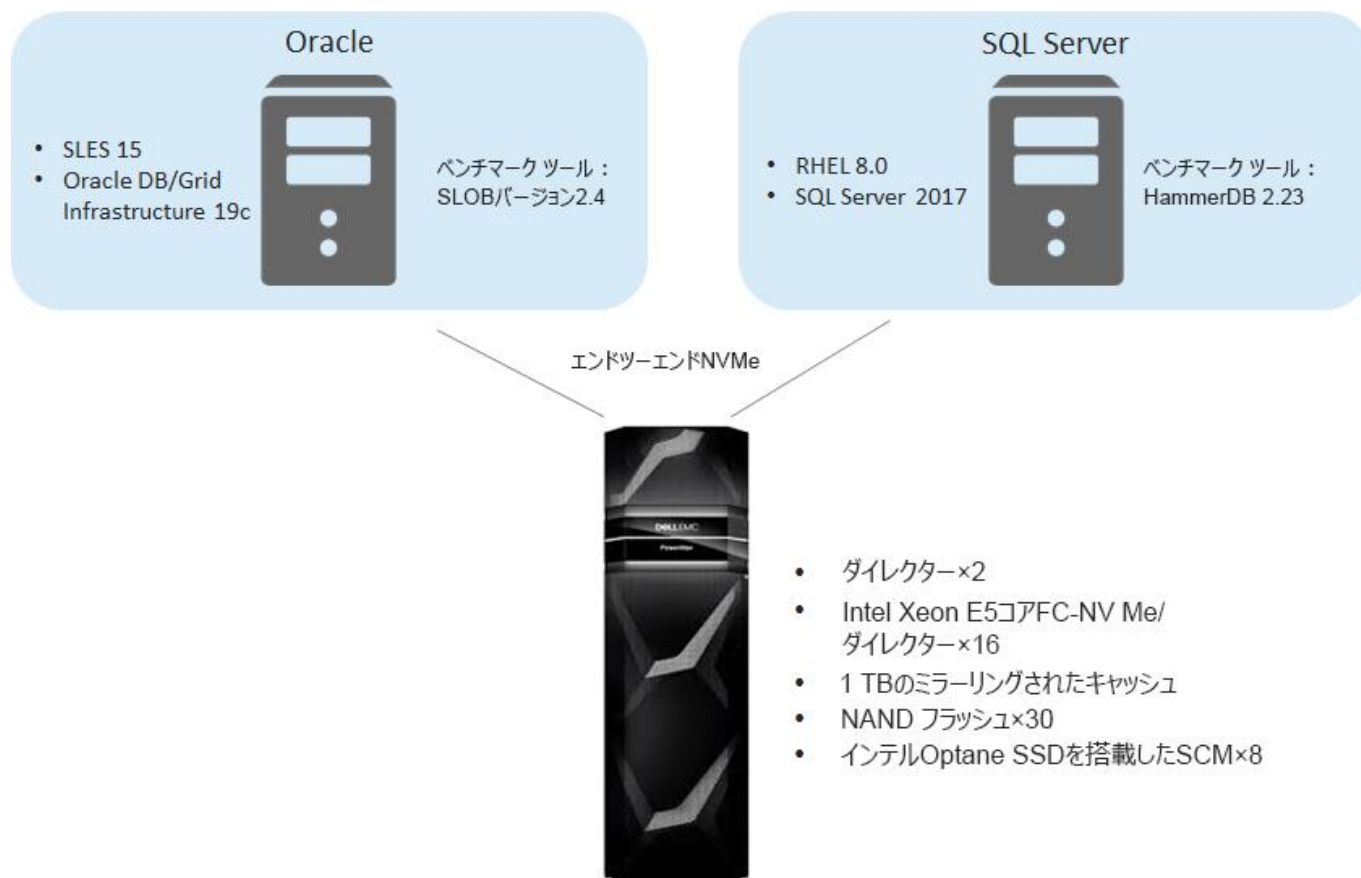 Oracle
• SLES 15
• Oracle DB/Grid
Infrastructure 19c
ベンチマーク ツール：
SLOBバージョン2.4
SQL Server
• RHEL 8.0
• SQL Server 2017
ベンチマーク ツール：
HammerDB 2.23
エンドツーエンドNVMe
DELLEMC
PowerMax
• ダイレクター×2
• Intel Xeon E5コアFC-NV Me/
ダイレクター×16
• 1 TBのミラーリングされたキャッシュ
• NAND フラッシュ×30
• インテルOptane SSDを搭載したSCM×8